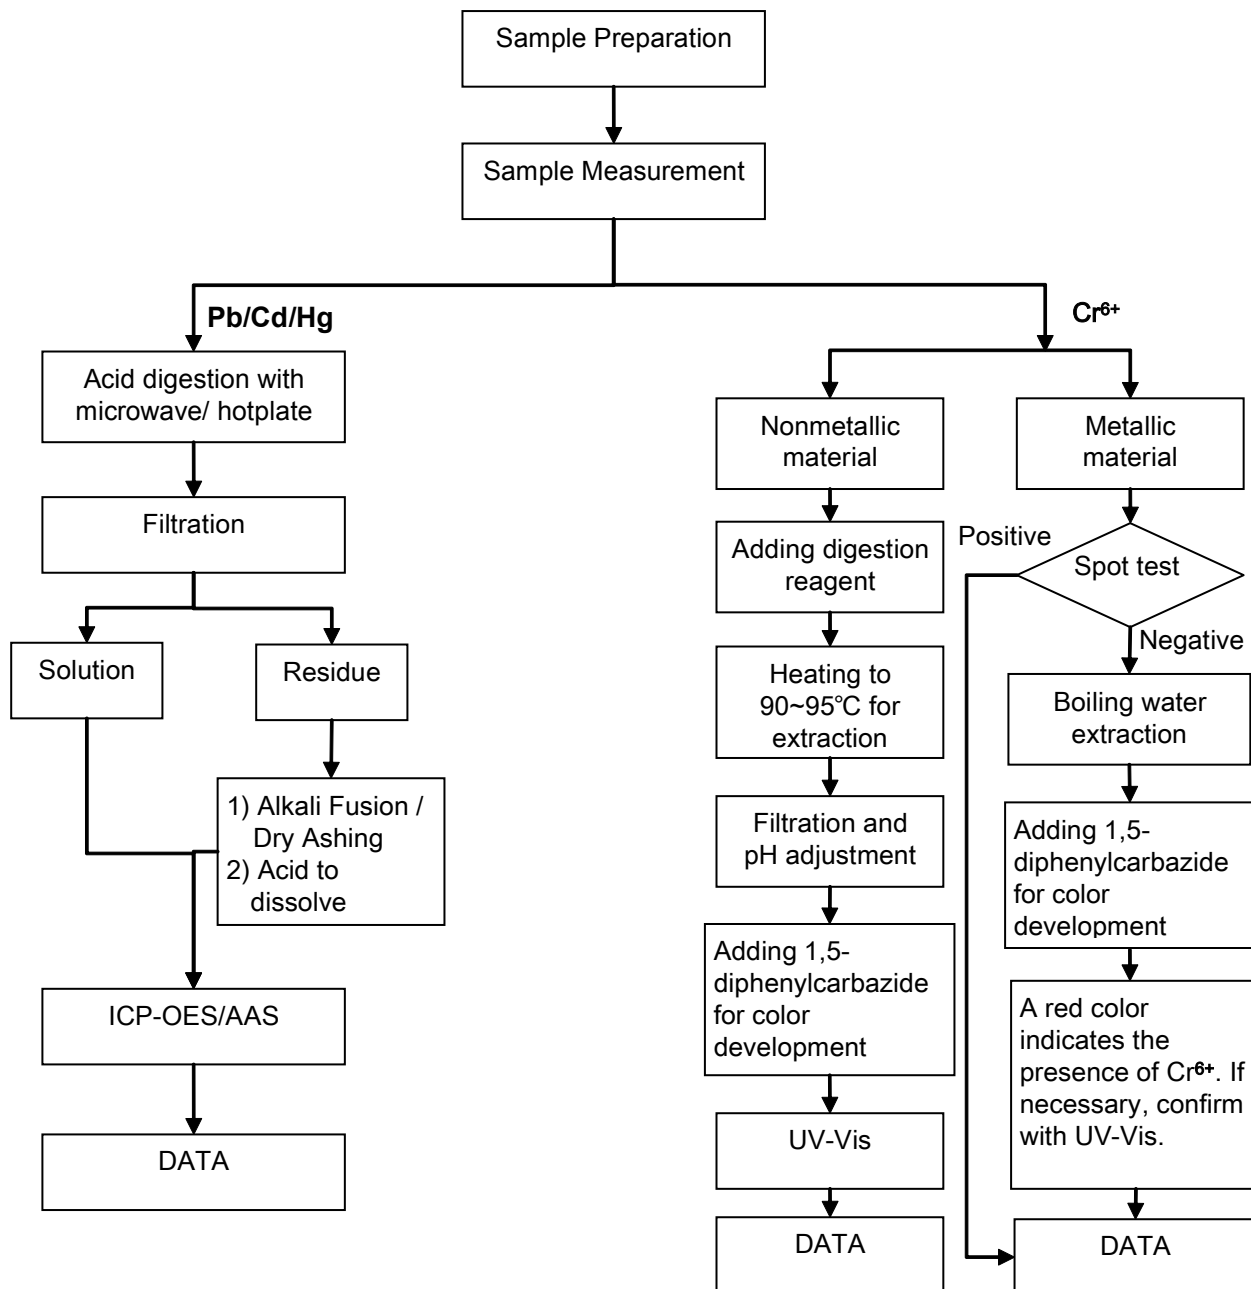 Sample Preparation
Sample Measurement
Pb/Cd/Hg
Acid digestion with
microwave/ hotplate
Filtration
Solution
Residue
1) Alkali Fusion /
Dry Ashing
2) Acid to
dissolve
ICP-OES/AAS
DATA
Cr⁶⁺
Nonmetallic
material
Adding digestion
reagent
Heating to
90~95℃ for
extraction
Filtration and
pH adjustment
Adding 1,5-
diphenylcarbazide
for color
development
UV-Vis
DATA
Metallic
material
Spot test
Positive
Negative
Boiling water
extraction
Adding 1,5-
diphenylcarbazide
for color
development
A red color
indicates the
presence of Cr⁶⁺. If
necessary, confirm
with UV-Vis.
DATA